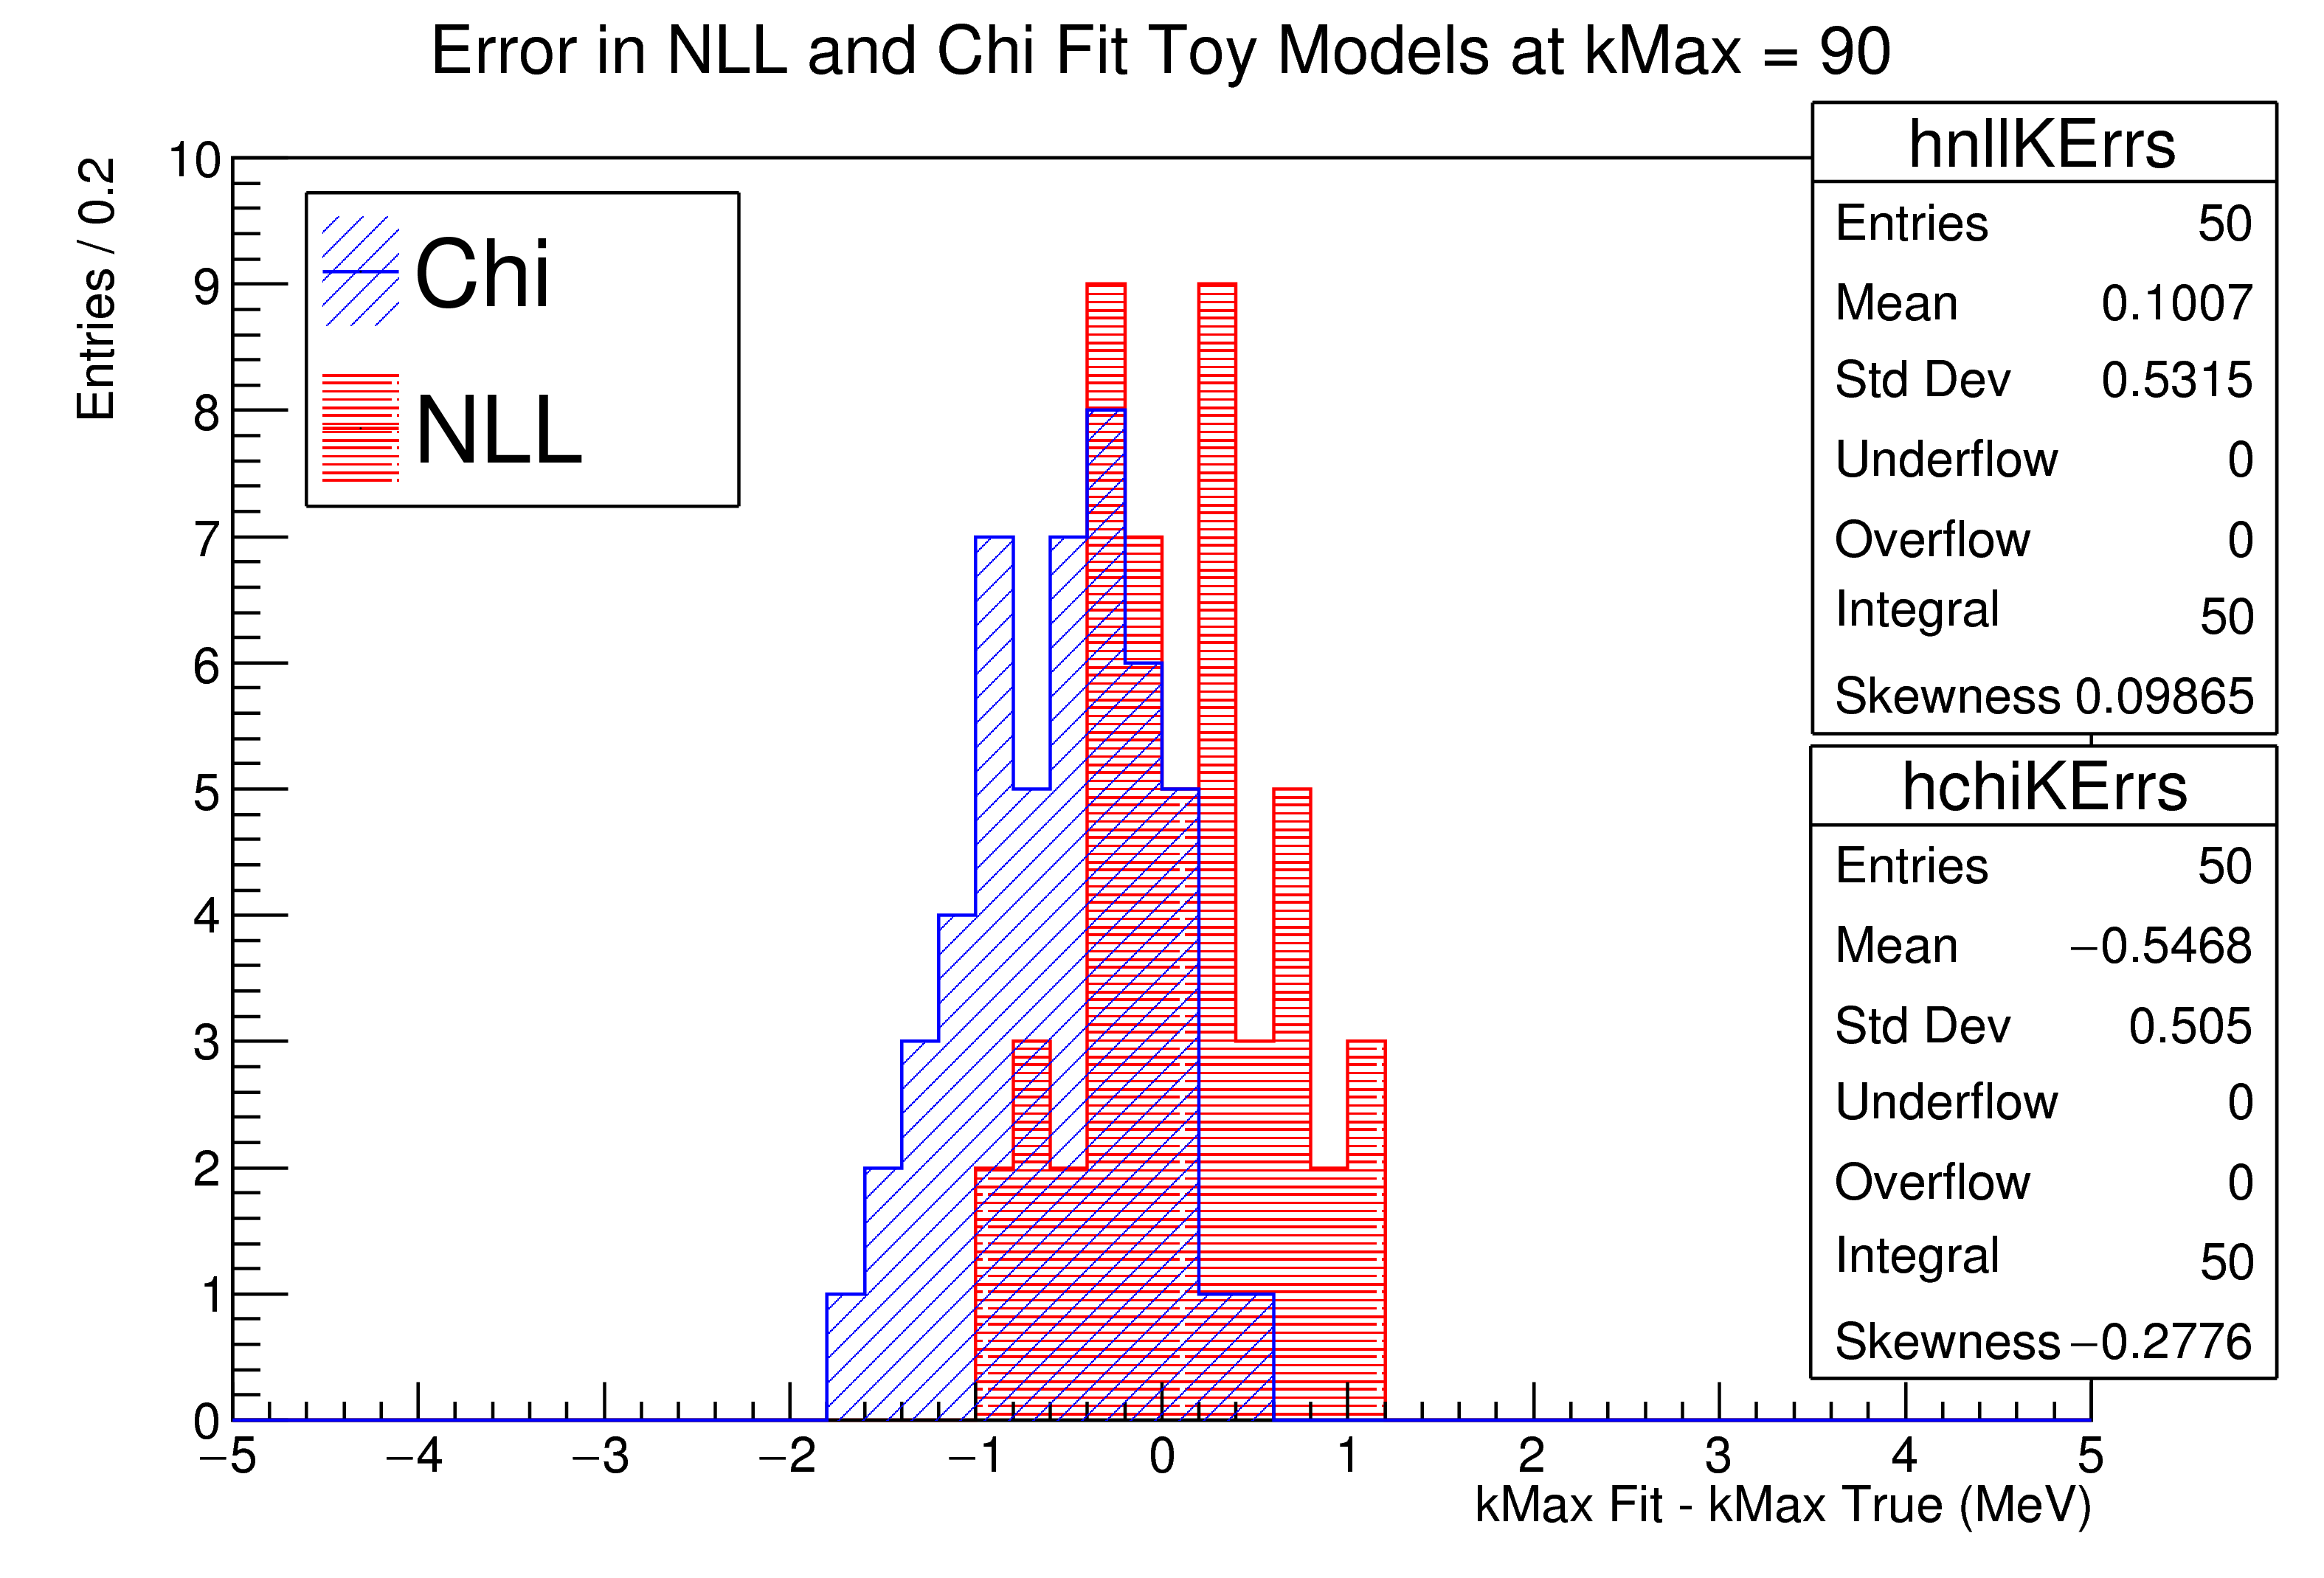 Error in NLL and Chi Fit Toy Models at kMax = 90
Entries / 0.2
10
9
8
7
6
5
4
3
2
1
0
Chi
NLL
hnllKErrs
Entries 50
Mean 0.1007
Std Dev 0.5315
Underflow 0
Overflow 0
Integral 50
Skewness 0.09865
hchiKErrs
Entries 50
Mean −0.5468
Std Dev 0.505
Underflow 0
Overflow 0
Integral 50
Skewness −0.2776
−5 −4 −3 −2 −1 0 1 2 3 4 5
kMax Fit - kMax True (MeV)